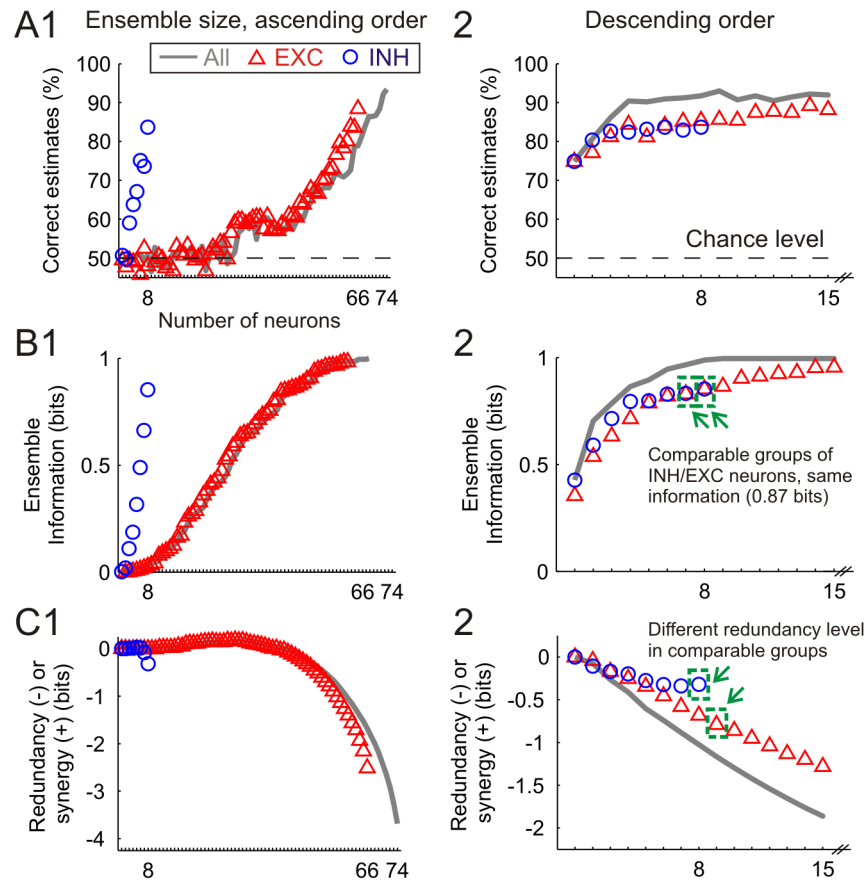 A1
Ensemble size, ascending order
2
Descending order
All
EXC
INH
Correct estimates (%)
100
90
80
70
60
50
8
66 74
Number of neurons
Correct estimates (%)
100
90
80
70
60
50
Chance level
8
15
B1
Ensemble
Information (bits)
1
0.5
0
8
66 74
2
Ensemble
Information (bits)
1
0.5
0
Comparable groups of
INH/EXC neurons, same
information (0.87 bits)
8
15
C1
Redundancy (-) or
synergy (+) (bits)
0
-1
-2
-3
-4
8
66 74
2
Redundancy (-) or
synergy (+) (bits)
Different redundancy level
in comparable groups
0
-0.5
-1
-1.5
-2
8
15